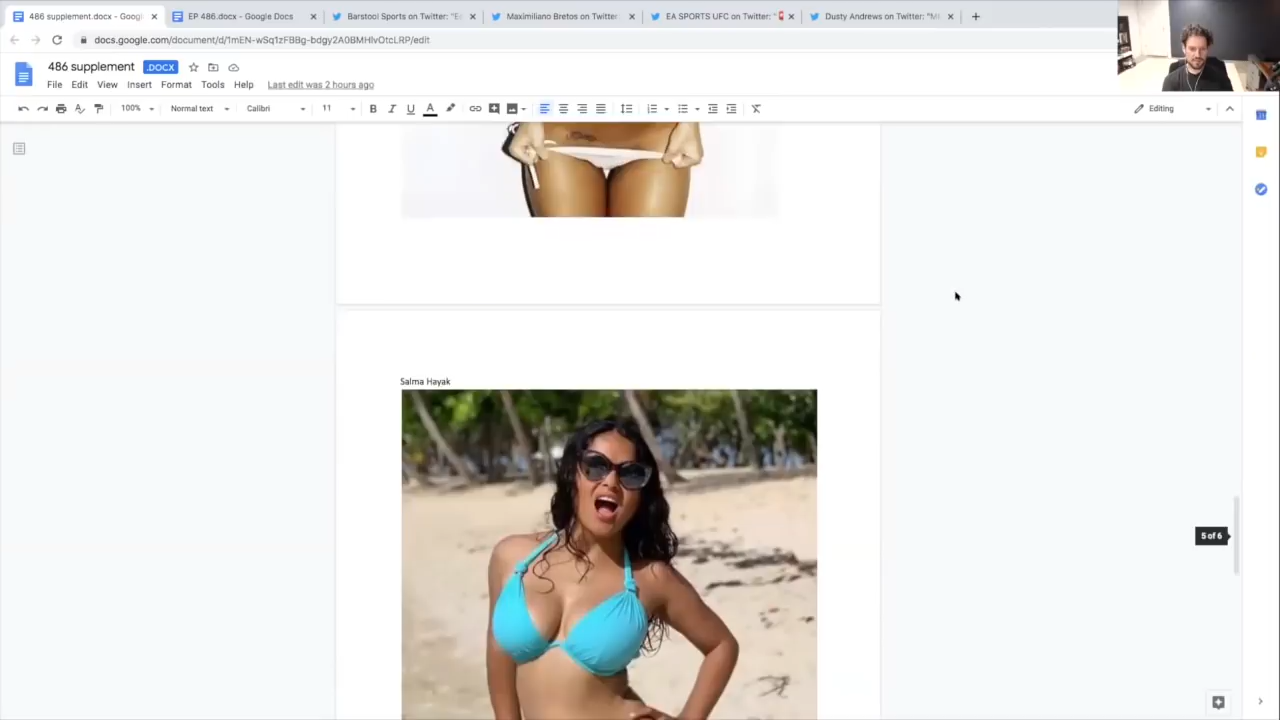 486 supplement.docx - Googl
EP 486.docx - Google Docs
Barstool Sports on Twitter: "E
Maximiliano Bretos on Twitter
EA SPORTS UFC on Twitter: "
Dusty Andrews on Twitter: "M
docs.google.com/document/d/1mEN-wSq1zFBBg-bdgy2A0BMHlvOtcLRP/edit
486 supplement .DOCX
File Edit View Insert Format Tools Help Last edit was 2 hours ago
100% Normal text Calibri 11 B I U A Editing
Salma Hayak
5 of 6